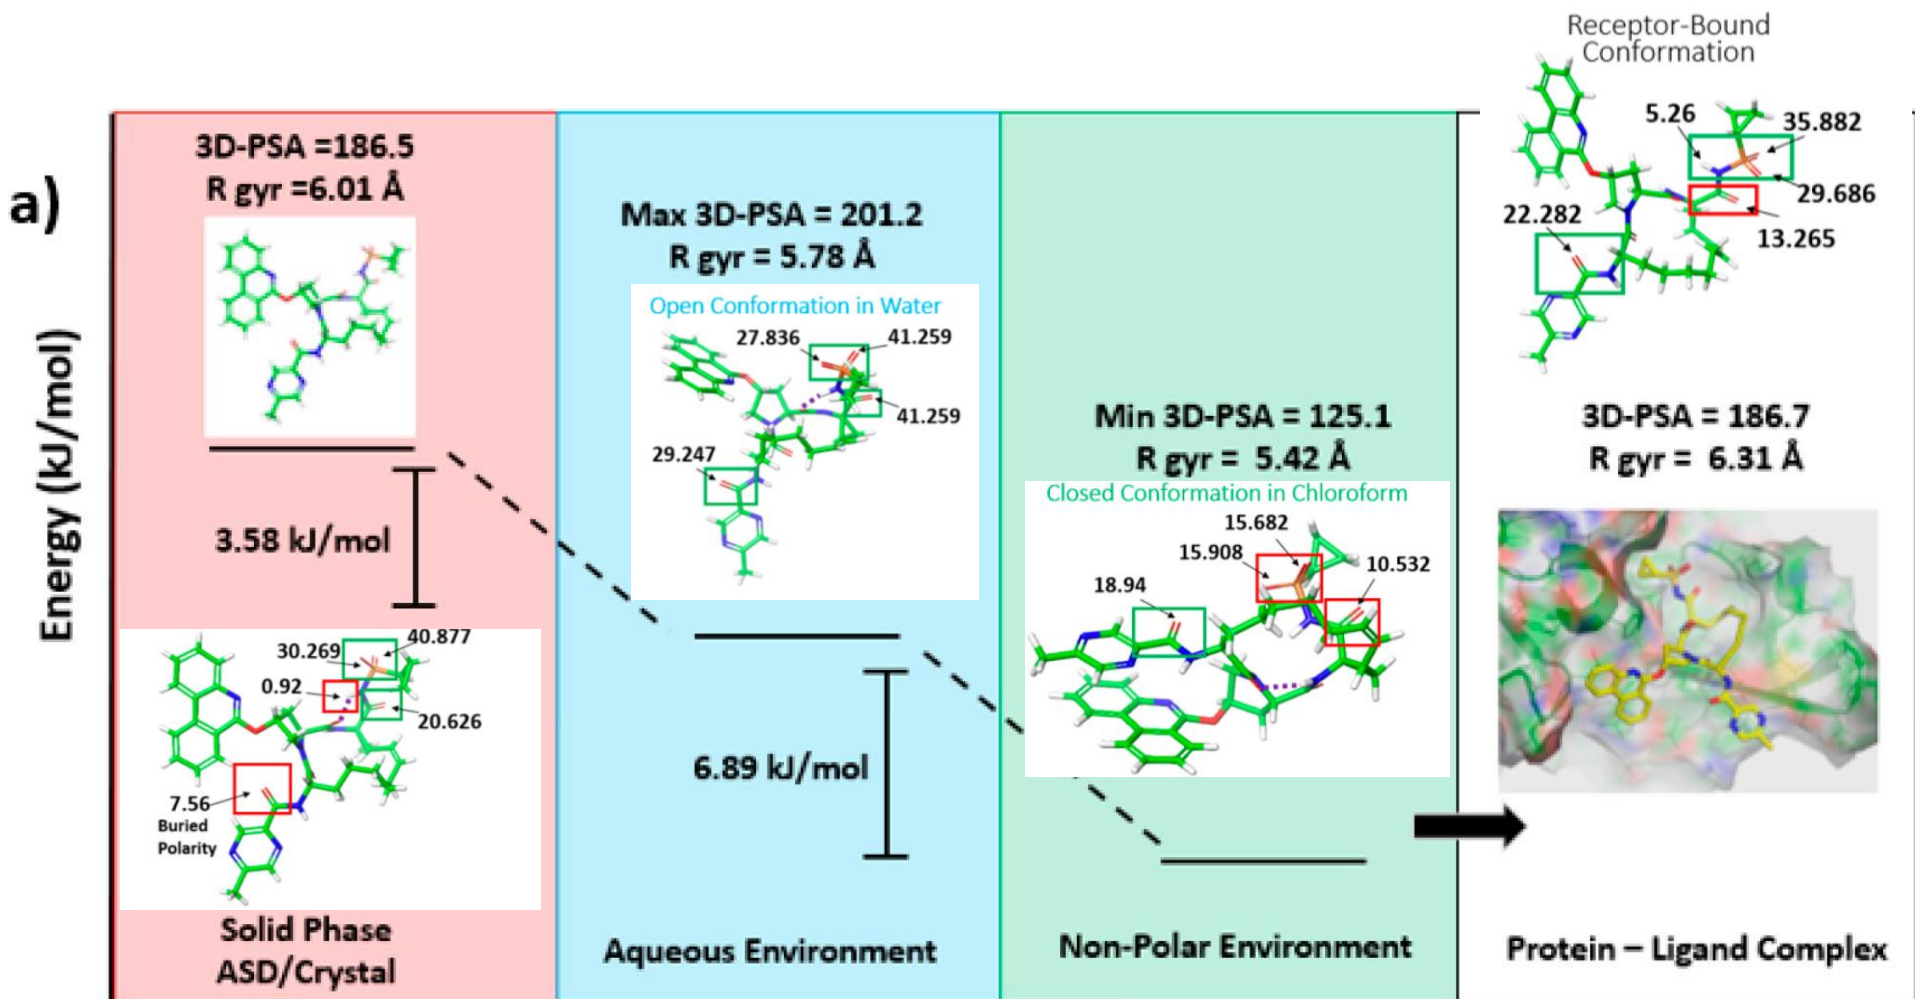 a)
Energy (kJ/mol)
3D-PSA =186.5
R gyr =6.01 Å
3.58 kJ/mol
40.877
30.269
0.92
20.626
7.56
Buried
Polarity
Solid Phase
ASD/Crystal
Max 3D-PSA = 201.2
R gyr = 5.78 Å
Open Conformation in Water
27.836
41.259
41.259
29.247
6.89 kJ/mol
Aqueous Environment
Min 3D-PSA = 125.1
R gyr = 5.42 Å
Closed Conformation in Chloroform
15.682
15.908
10.532
18.94
Non-Polar Environment
Receptor-Bound
Conformation
5.26
35.882
29.686
22.282
13.265
3D-PSA = 186.7
R gyr = 6.31 Å
Protein – Ligand Complex